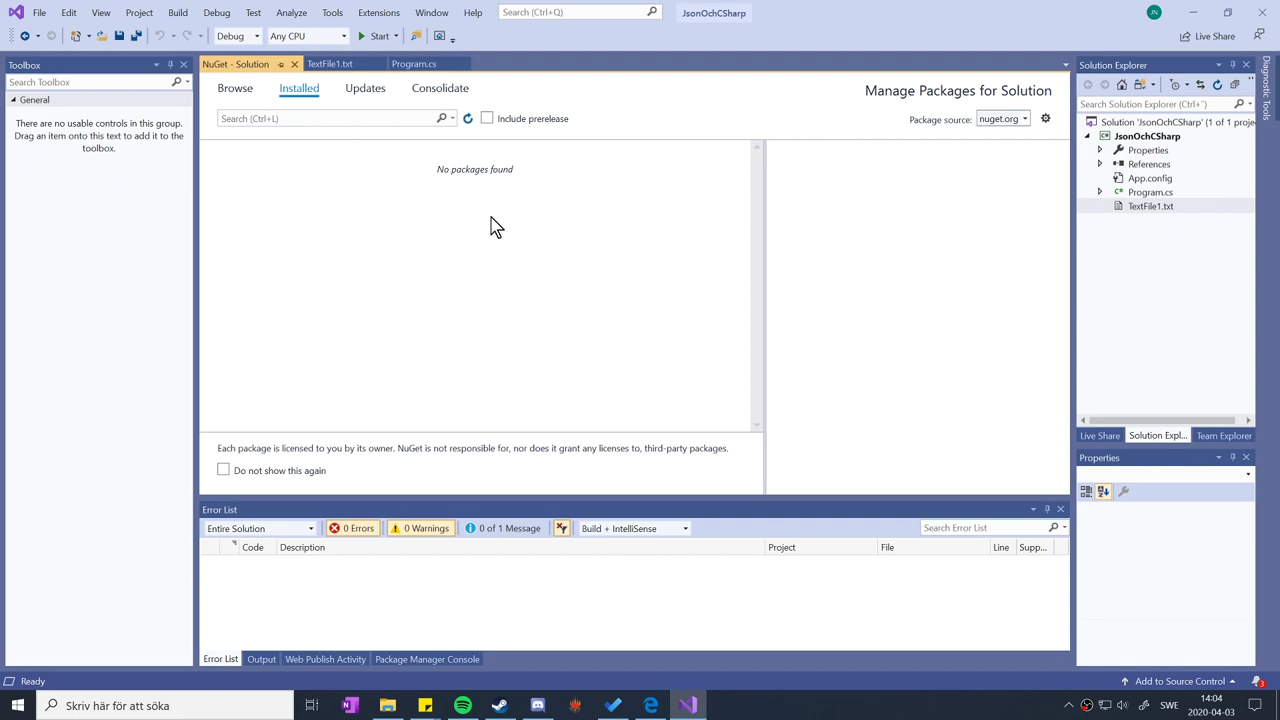 File Edit View Project Build Debug Test Analyze Tools Extensions Window Help Search (Ctrl+Q) JsonOchCSharp JN
Debug Any CPU Start Live Share
Toolbox
Search Toolbox
General
There are no usable controls in this group.
Drag an item onto this text to add it to the
toolbox.
NuGet - Solution TextFile1.txt Program.cs
Browse Installed Updates Consolidate
Manage Packages for Solution
Search (Ctrl+L) Include prerelease
Package source: nuget.org
No packages found
Each package is licensed to you by its owner. NuGet is not responsible for, nor does it grant any licenses to, third-party packages.
Do not show this again
Solution Explorer
Search Solution Explorer (Ctrl+¨)
Solution 'JsonOchCSharp' (1 of 1 proje
JsonOchCSharp
Properties
References
App.config
Program.cs
TextFile1.txt
Live Share Solution Expl... Team Explorer
Properties
Diagnostic Tools
Error List
Entire Solution 0 Errors 0 Warnings 0 of 1 Message Build + IntelliSense Search Error List
Code Description Project File Line Supp...
Error List Output Web Publish Activity Package Manager Console
Ready Add to Source Control 3
Skriv här för att söka SWE 14:04
2020-04-03